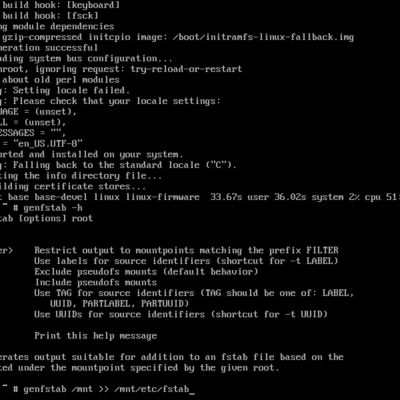 build hook: [keyboard]
build hook: [fsck]
ng module dependencies
gzip-compressed initcpio image: /boot/initramfs-linux-fallback.img
neration successful
ading system bus configuration...
nroot, ignoring request: try-reload-or-restart
about old perl modules
g: Setting locale failed.
g: Please check that your locale settings:
UAGE = (unset),
LL = (unset),
ESSAGES = "",
= "en_US.UTF-8"
orted and installed on your system.
g: Falling back to the standard locale ("C").
ting the info directory file...
ilding certificate stores...
t base base-devel linux linux-firmware 33.67s user 36.02s system 2% cpu 51:
~ # genfstab -h
tab [options] root
er> Restrict output to mountpoints matching the prefix FILTER
Use labels for source identifiers (shortcut for -t LABEL)
Exclude pseudofs mounts (default behavior)
Include pseudofs mounts
Use TAG for source identifiers (TAG should be one of: LABEL,
UUID, PARTLABEL, PARTUUID)
Use UUIDs for source identifiers (shortcut for -t UUID)
Print this help message
erates output suitable for addition to an fstab file based on the
ted under the mountpoint specified by the given root.
~ # genfstab /mnt >> /mnt/etc/fstab_